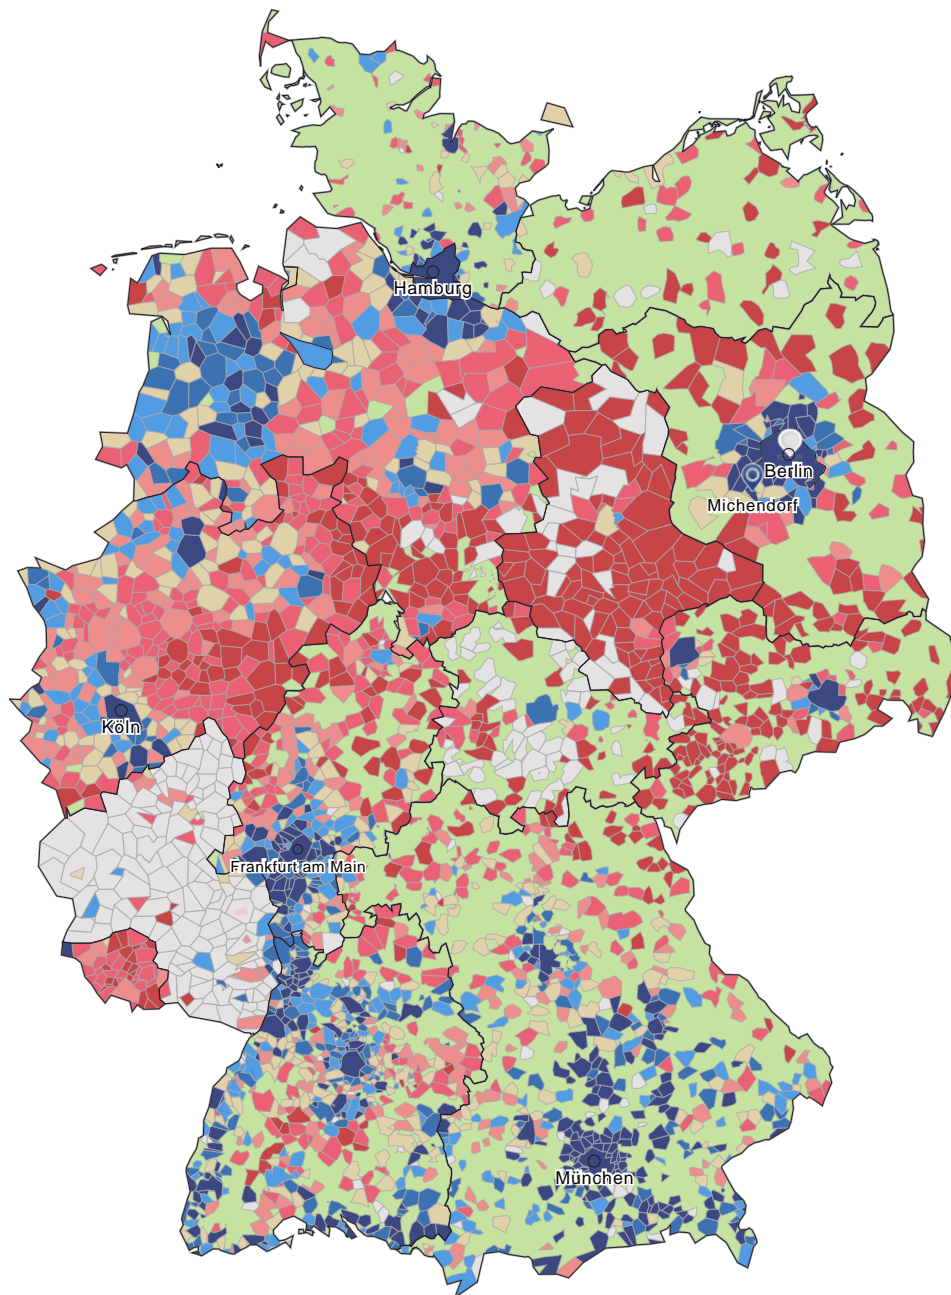 Hamburg
Berlin
Michendorf
Köln
Frankfurt am Main
München